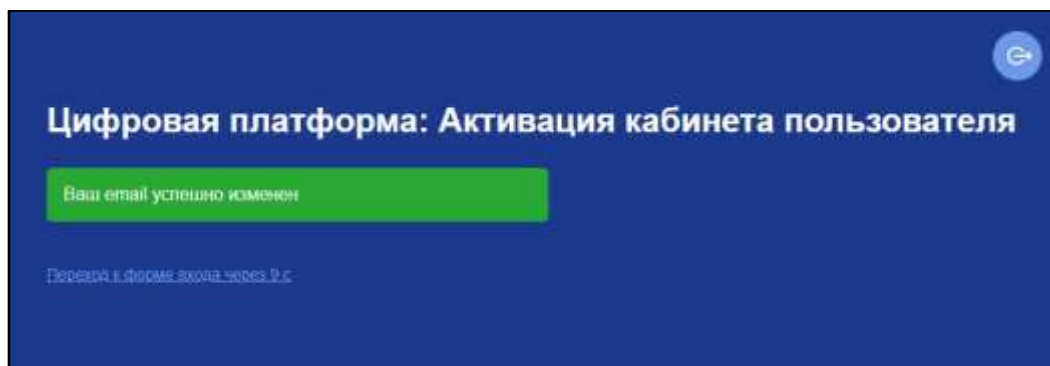 Цифровая платформа: Активация кабинета пользователя
Ваш email успешно изменен
Переход к форме входа через 9 с